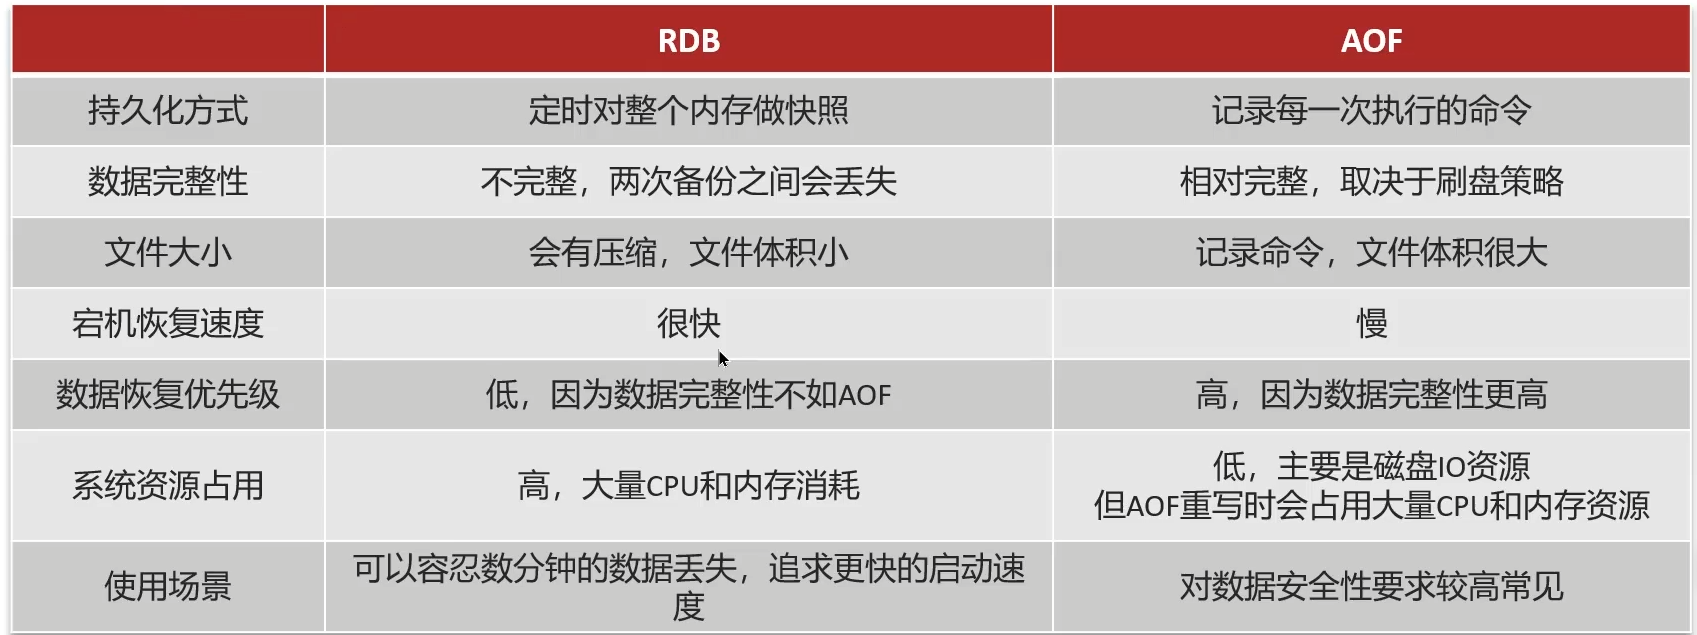 RDB
AOF
持久化方式
定时对整个内存做快照
记录每一次执行的命令
数据完整性
不完整，两次备份之间会丢失
相对完整，取决于刷盘策略
文件大小
会有压缩，文件体积小
记录命令，文件体积很大
宕机恢复速度
很快
慢
数据恢复优先级
低，因为数据完整性不如AOF
高，因为数据完整性更高
系统资源占用
高，大量CPU和内存消耗
低，主要是磁盘IO资源
但AOF重写时会占用大量CPU和内存资源
使用场景
可以容忍数分钟的数据丢失，追求更快的启动速
度
对数据安全性要求较高常见